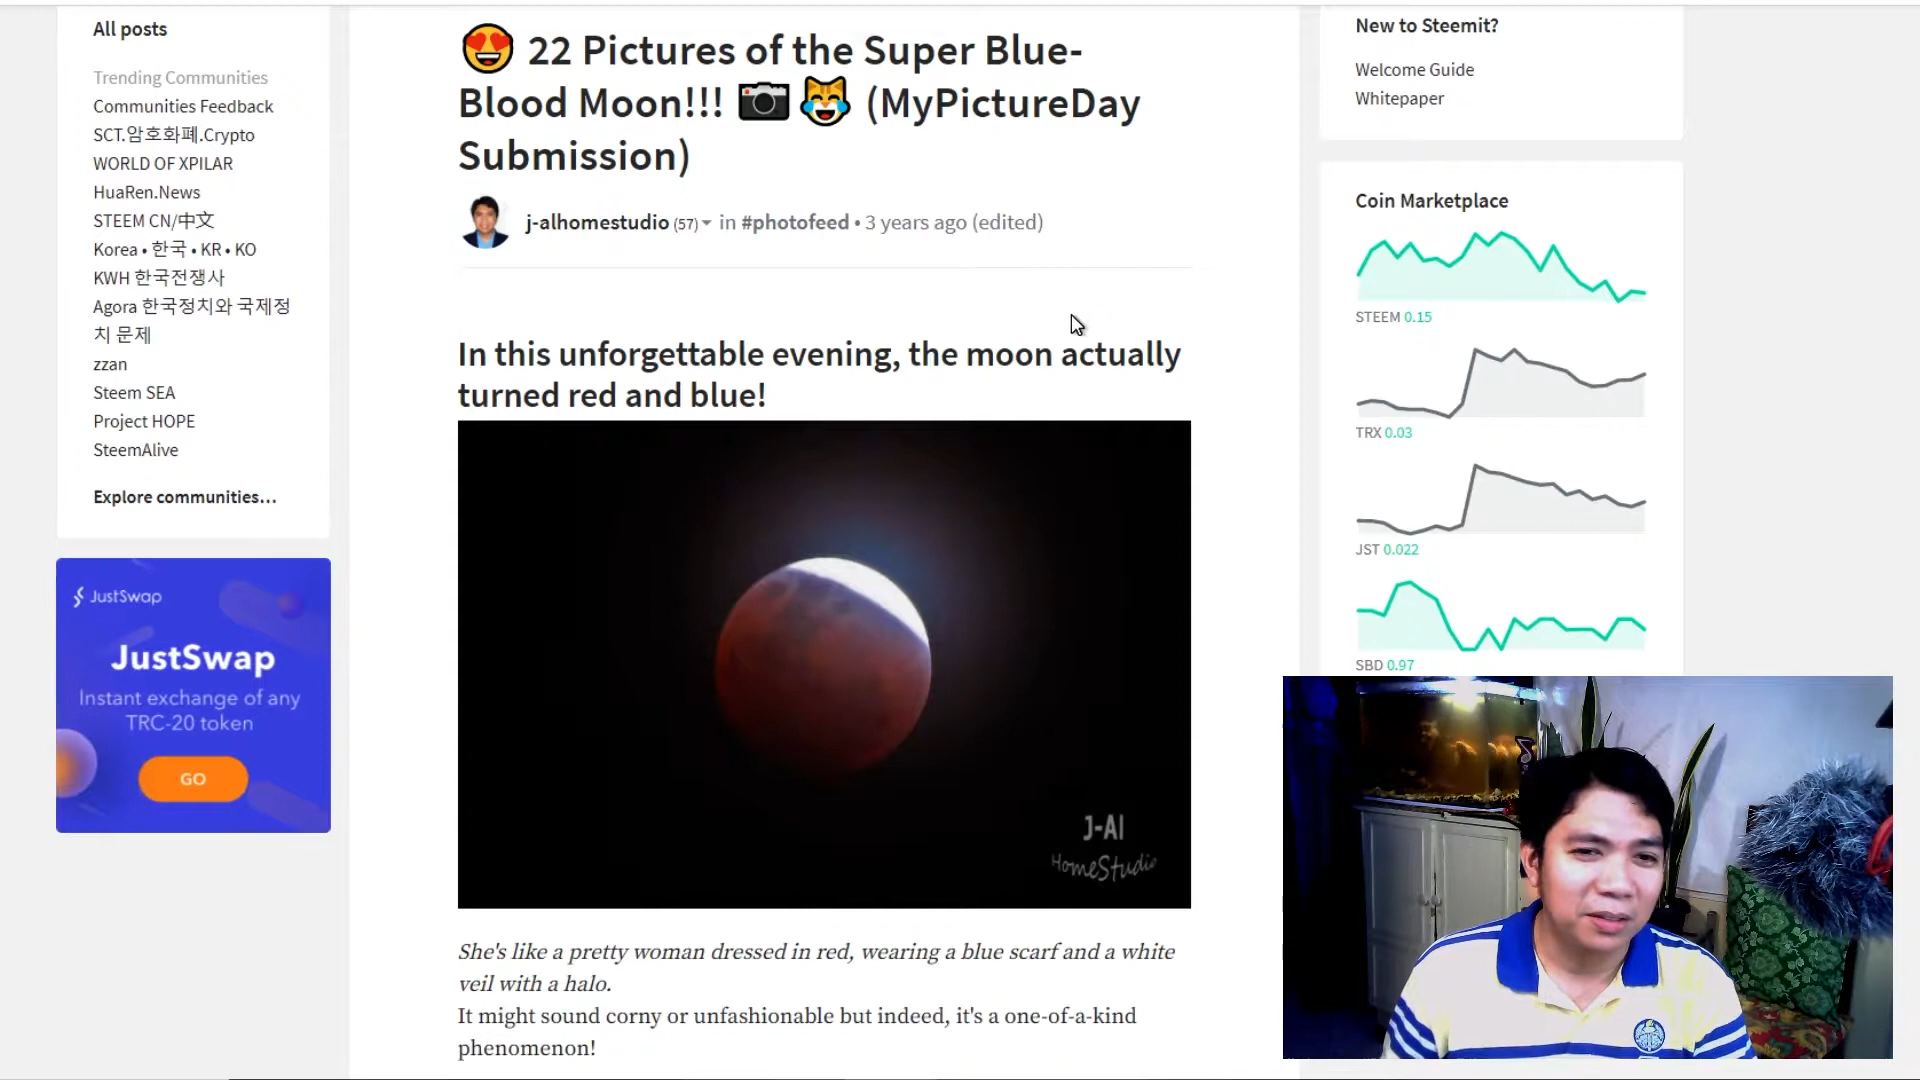 All posts
Trending Communities
Communities Feedback
SCT.암호화폐.Crypto
WORLD OF XPILAR
HuaRen.News
STEEM CN/中文
Korea • 한국 • KR • KO
KWH 한국전쟁사
Agora 한국정치와 국제정
치 문제
zzan
Steem SEA
Project HOPE
SteemAlive
Explore communities...
JustSwap
JustSwap
Instant exchange of any
TRC-20 token
GO
😍 22 Pictures of the Super Blue-
Blood Moon!!! 📷 😹 (MyPictureDay
Submission)
j-alhomestudio (57) in #photofeed • 3 years ago (edited)
In this unforgettable evening, the moon actually
turned red and blue!
J-Al
HomeStudio
She's like a pretty woman dressed in red, wearing a blue scarf and a white
veil with a halo.
It might sound corny or unfashionable but indeed, it's a one-of-a-kind
phenomenon!
New to Steemit?
Welcome Guide
Whitepaper
Coin Marketplace
STEEM 0.15
TRX 0.03
JST 0.022
SBD 0.97